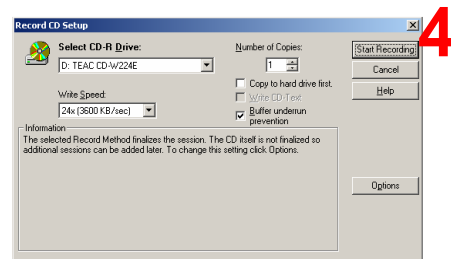 Record CD Setup
4
Select CD-R Drive:
D: TEAC CD-W224E
Write Speed:
24x (3600 KB/sec)
Number of Copies:
1
Copy to hard drive first.
Write CD-Text
Buffer underrun
prevention
Start Recording
Cancel
Help
Options
Information
The selected Record Method finalizes the session. The CD itself is not finalized so
additional sessions can be added later. To change this setting click Options.